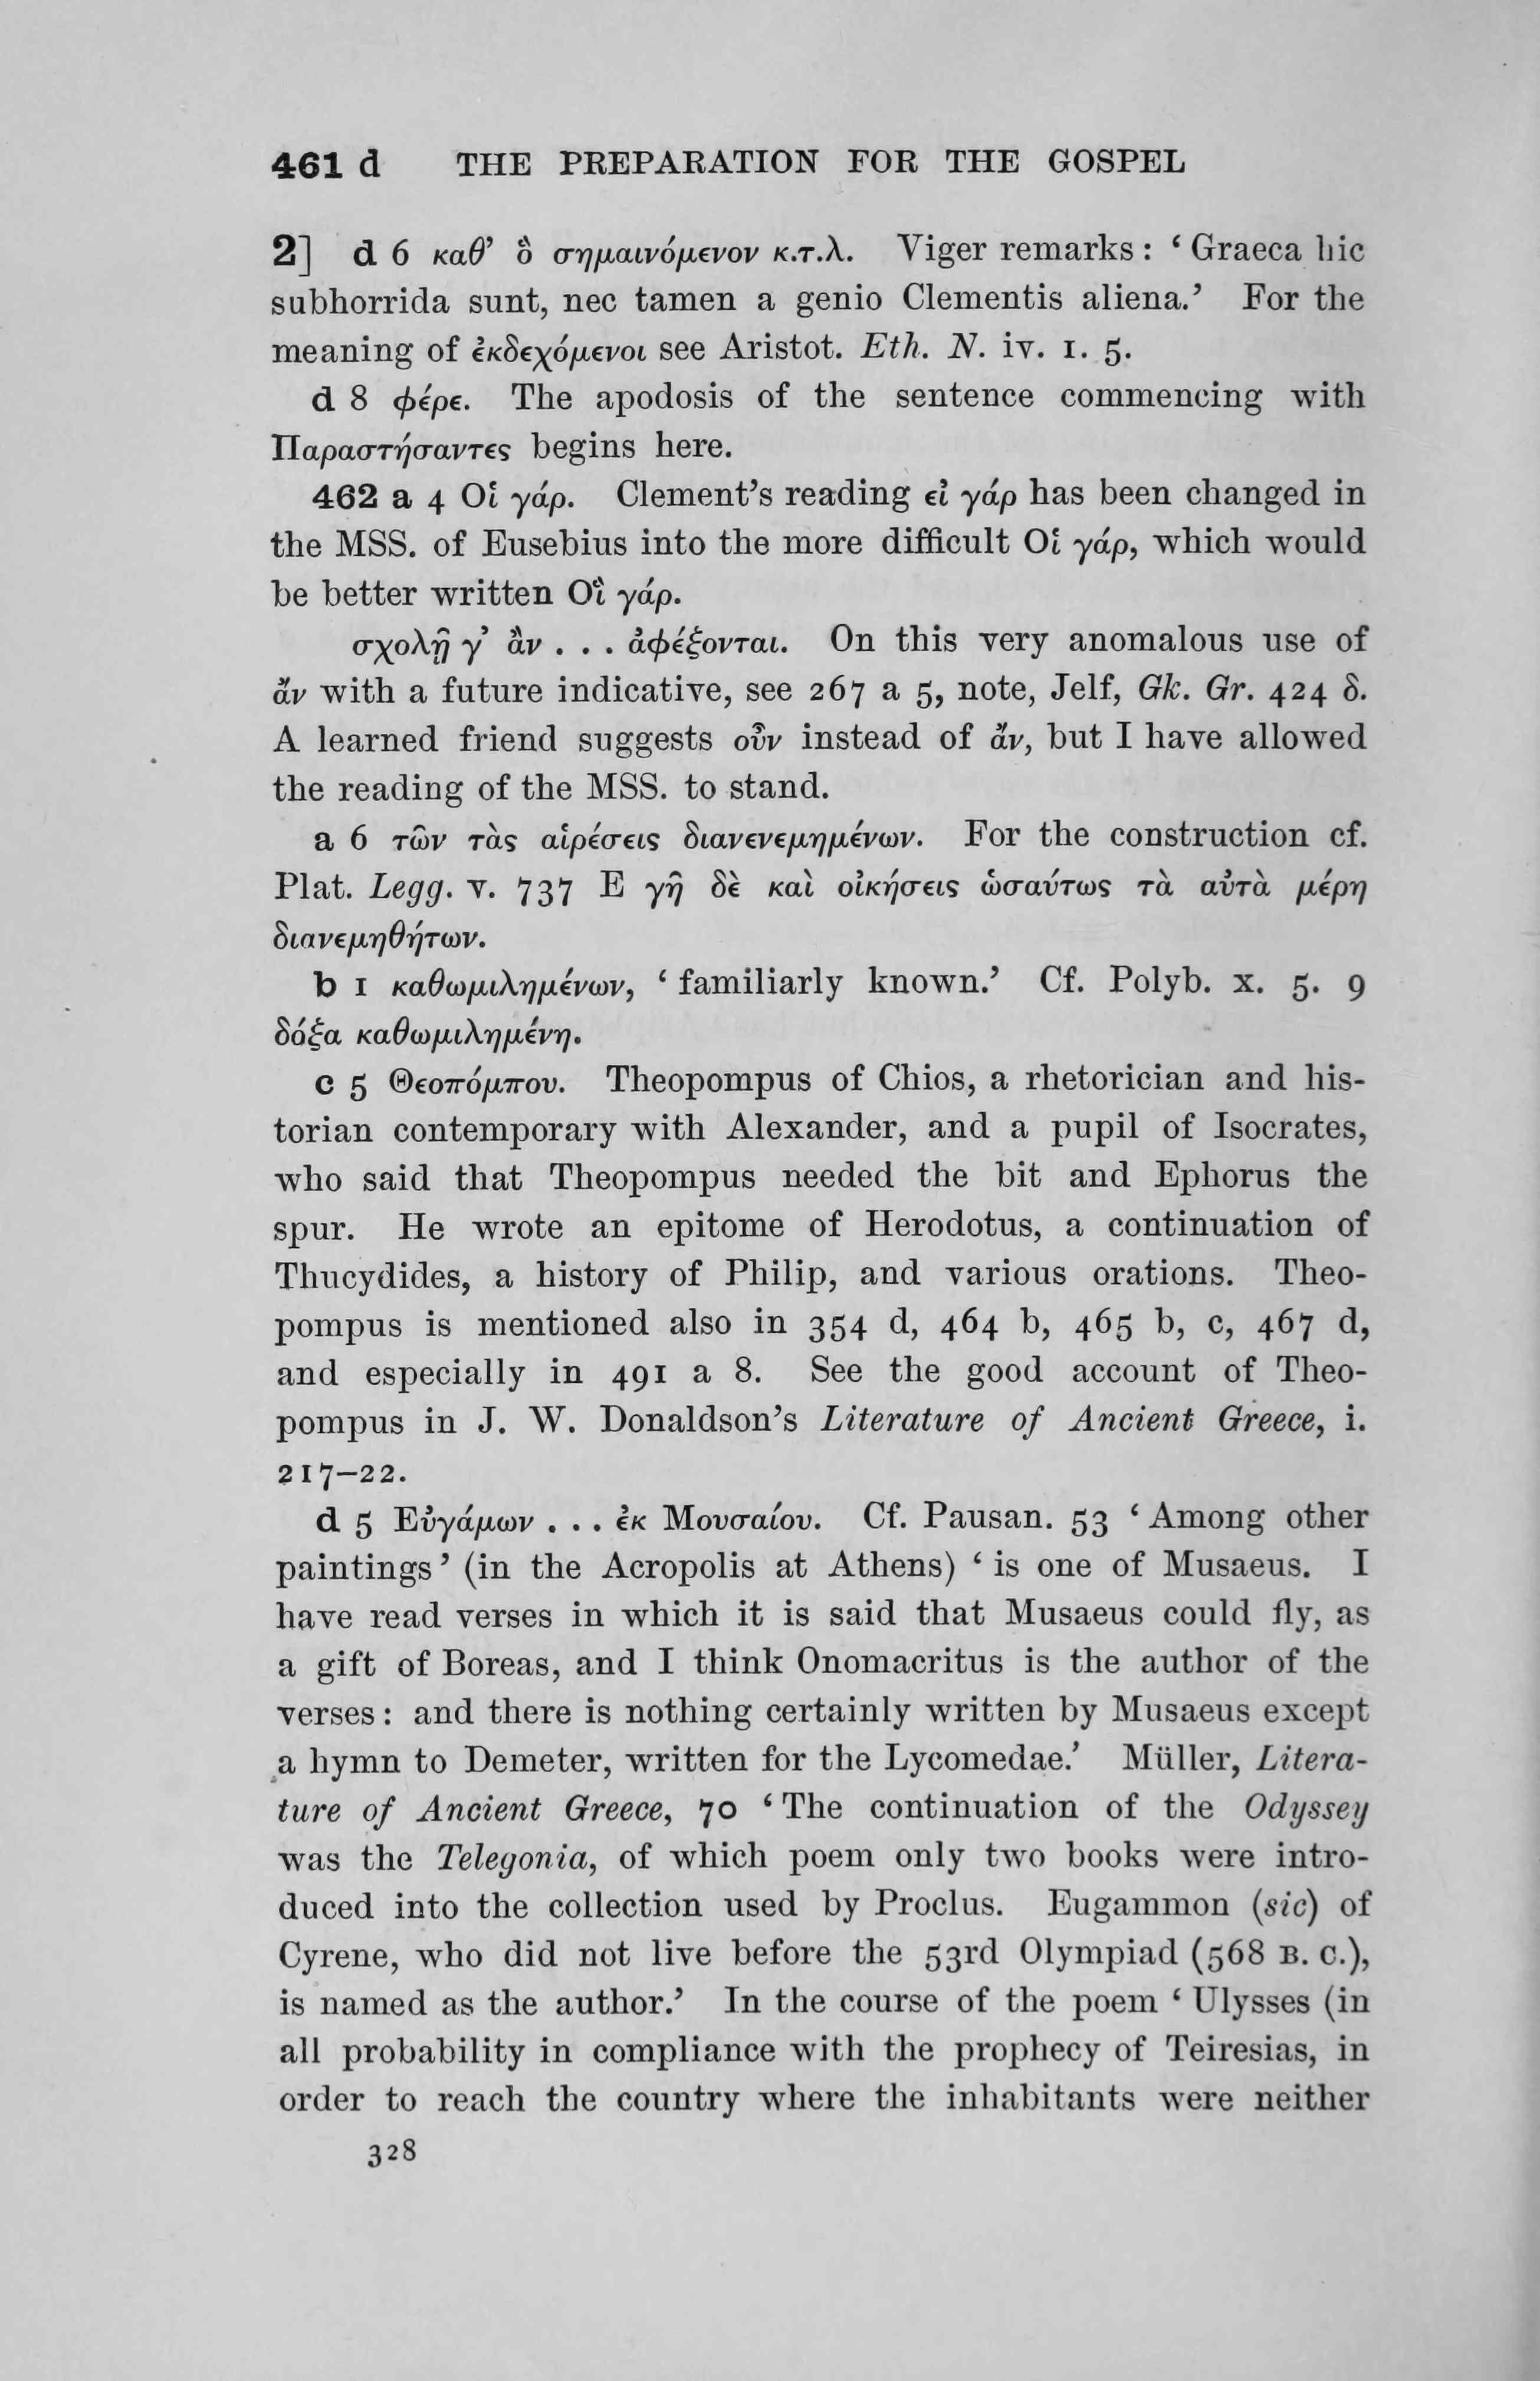 461 d THE PREPARATION FOR THE GOSPEL
2] d 6 καθ’ ὃ σημαινόμενον κ.τ.λ. Viger remarks : ‘ Graeca hic
subhorrida sunt, nec tamen a genio Clementis aliena.’ For the
meaning of ἐκδεχόμενοι see Aristot. Eth. N. iv. 1. 5.
d 8 φέρε. The apodosis of the sentence commencing with
Παραστήσαντες begins here.
462 a 4 Οἱ γάρ. Clement’s reading εἰ γάρ has been changed in
the MSS. of Eusebius into the more difficult Οἱ γάρ, which would
be better written Οἳ γάρ.
σχολῇ γ’ ἂν . . . ἀφέξονται. On this very anomalous use of
ἄν with a future indicative, see 267 a 5, note, Jelf, Gk. Gr. 424 δ.
A learned friend suggests οὖν instead of ἄν, but I have allowed
the reading of the MSS. to stand.
a 6 τῶν τὰς αἱρέσεις διανενεμημένων. For the construction cf.
Plat. Legg. v. 737 E γῆ δὲ καὶ οἰκήσεις ὡσαύτως τὰ αὐτὰ μέρη
διανεμηθήτων.
b 1 καθωμιλημένων, ‘ familiarly known.’ Cf. Polyb. x. 5. 9
δόξα καθωμιλημένη.
c 5 Θεοπόμπου. Theopompus of Chios, a rhetorician and his-
torian contemporary with Alexander, and a pupil of Isocrates,
who said that Theopompus needed the bit and Ephorus the
spur. He wrote an epitome of Herodotus, a continuation of
Thucydides, a history of Philip, and various orations. Theo-
pompus is mentioned also in 354 d, 464 b, 465 b, c, 467 d,
and especially in 491 a 8. See the good account of Theo-
pompus in J. W. Donaldson’s Literature of Ancient Greece, i.
217–22.
d 5 Εὐγάμων . . . ἐκ Μουσαίου. Cf. Pausan. 53 ‘ Among other
paintings ’ (in the Acropolis at Athens) ‘ is one of Musaeus. I
have read verses in which it is said that Musaeus could fly, as
a gift of Boreas, and I think Onomacritus is the author of the
verses : and there is nothing certainly written by Musaeus except
a hymn to Demeter, written for the Lycomedae.’ Müller, Litera-
ture of Ancient Greece, 70 ‘ The continuation of the Odyssey
was the Telegonia, of which poem only two books were intro-
duced into the collection used by Proclus. Eugammon (sic) of
Cyrene, who did not live before the 53rd Olympiad (568 B. C.),
is named as the author.’ In the course of the poem ‘ Ulysses (in
all probability in compliance with the prophecy of Teiresias, in
order to reach the country where the inhabitants were neither
328